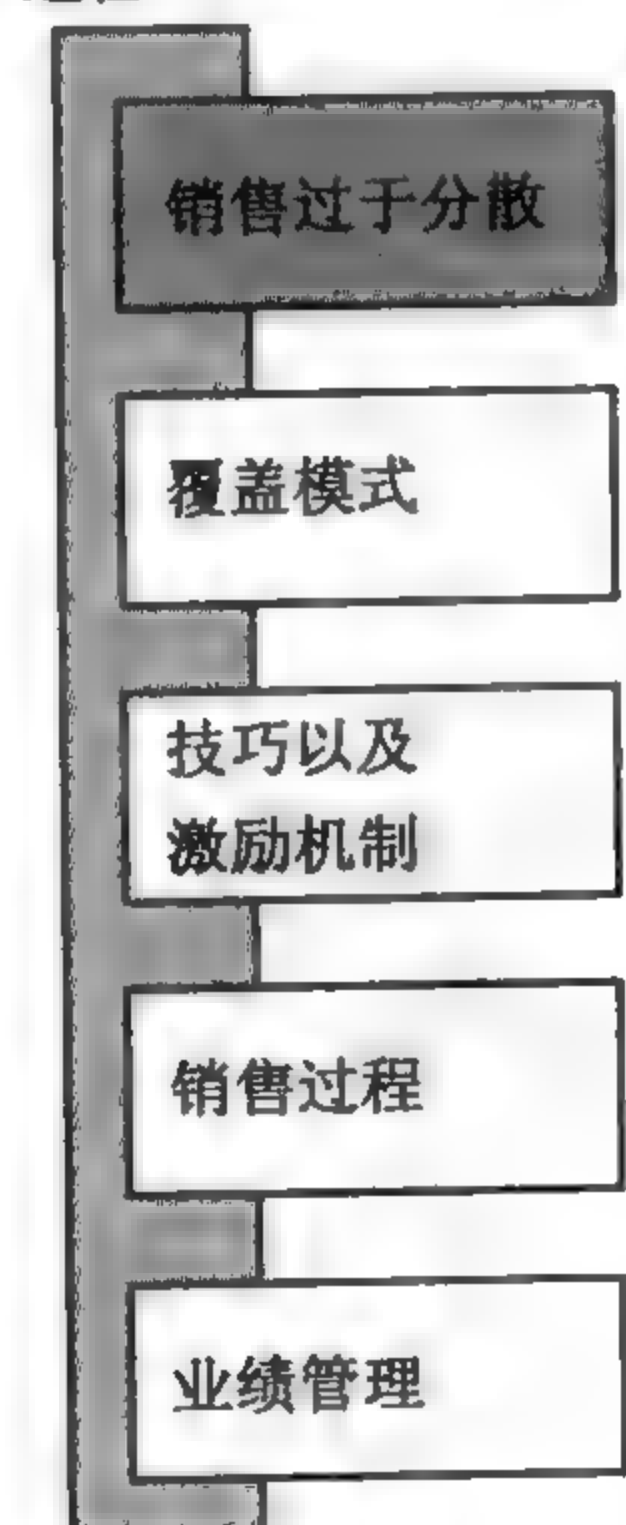 销售过于分散
覆盖模式
技巧以及
激励机制
销售过程
业绩管理